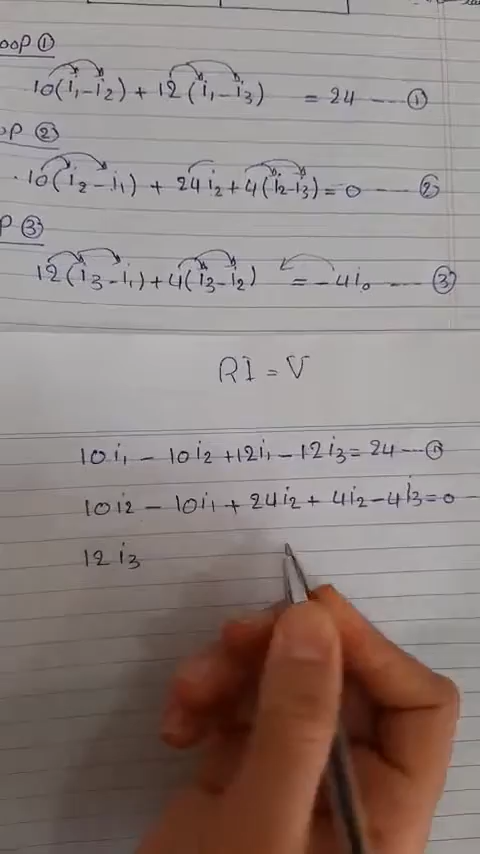 oop ①
10(i₁-i₂) + 12(i₁-i₃) = 24 — ①
op ②
10(i₂-i₁) + 24i₂+4(i₂-i₃)=0 — ②
p ③
12(i₃-i₁)+4(i₃-i₂) = -4i₀ — ③
RI = V
10i₁ - 10i₂ +12i₁ -12i₃=24 —①
10i₂ - 10i₁ + 24i₂ + 4i₂-4i₃=0
12i₃